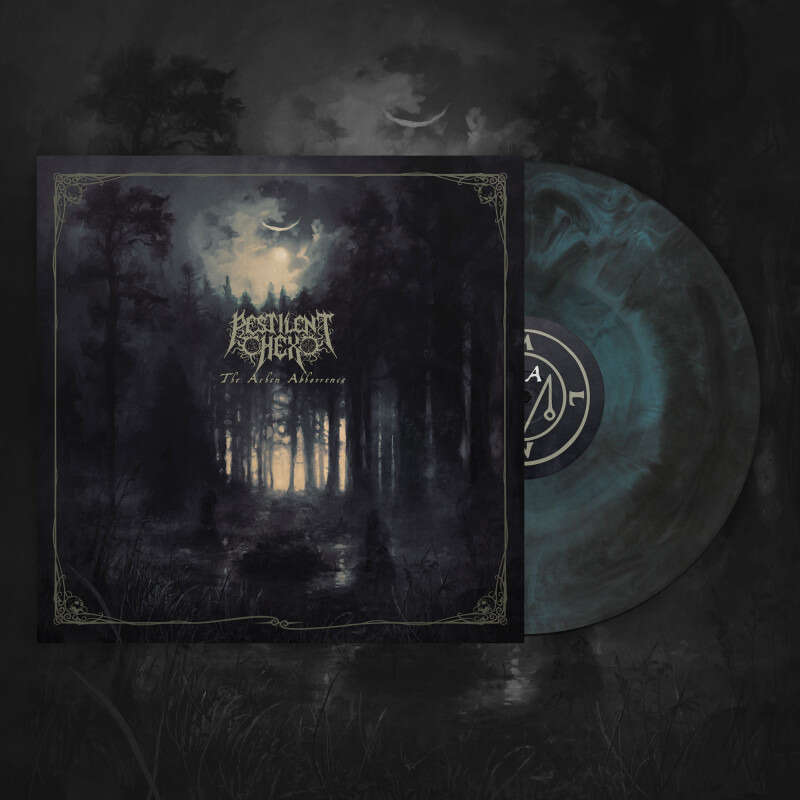 PESTILENT
HEX
The Ashen Abhorrence
A
A
L